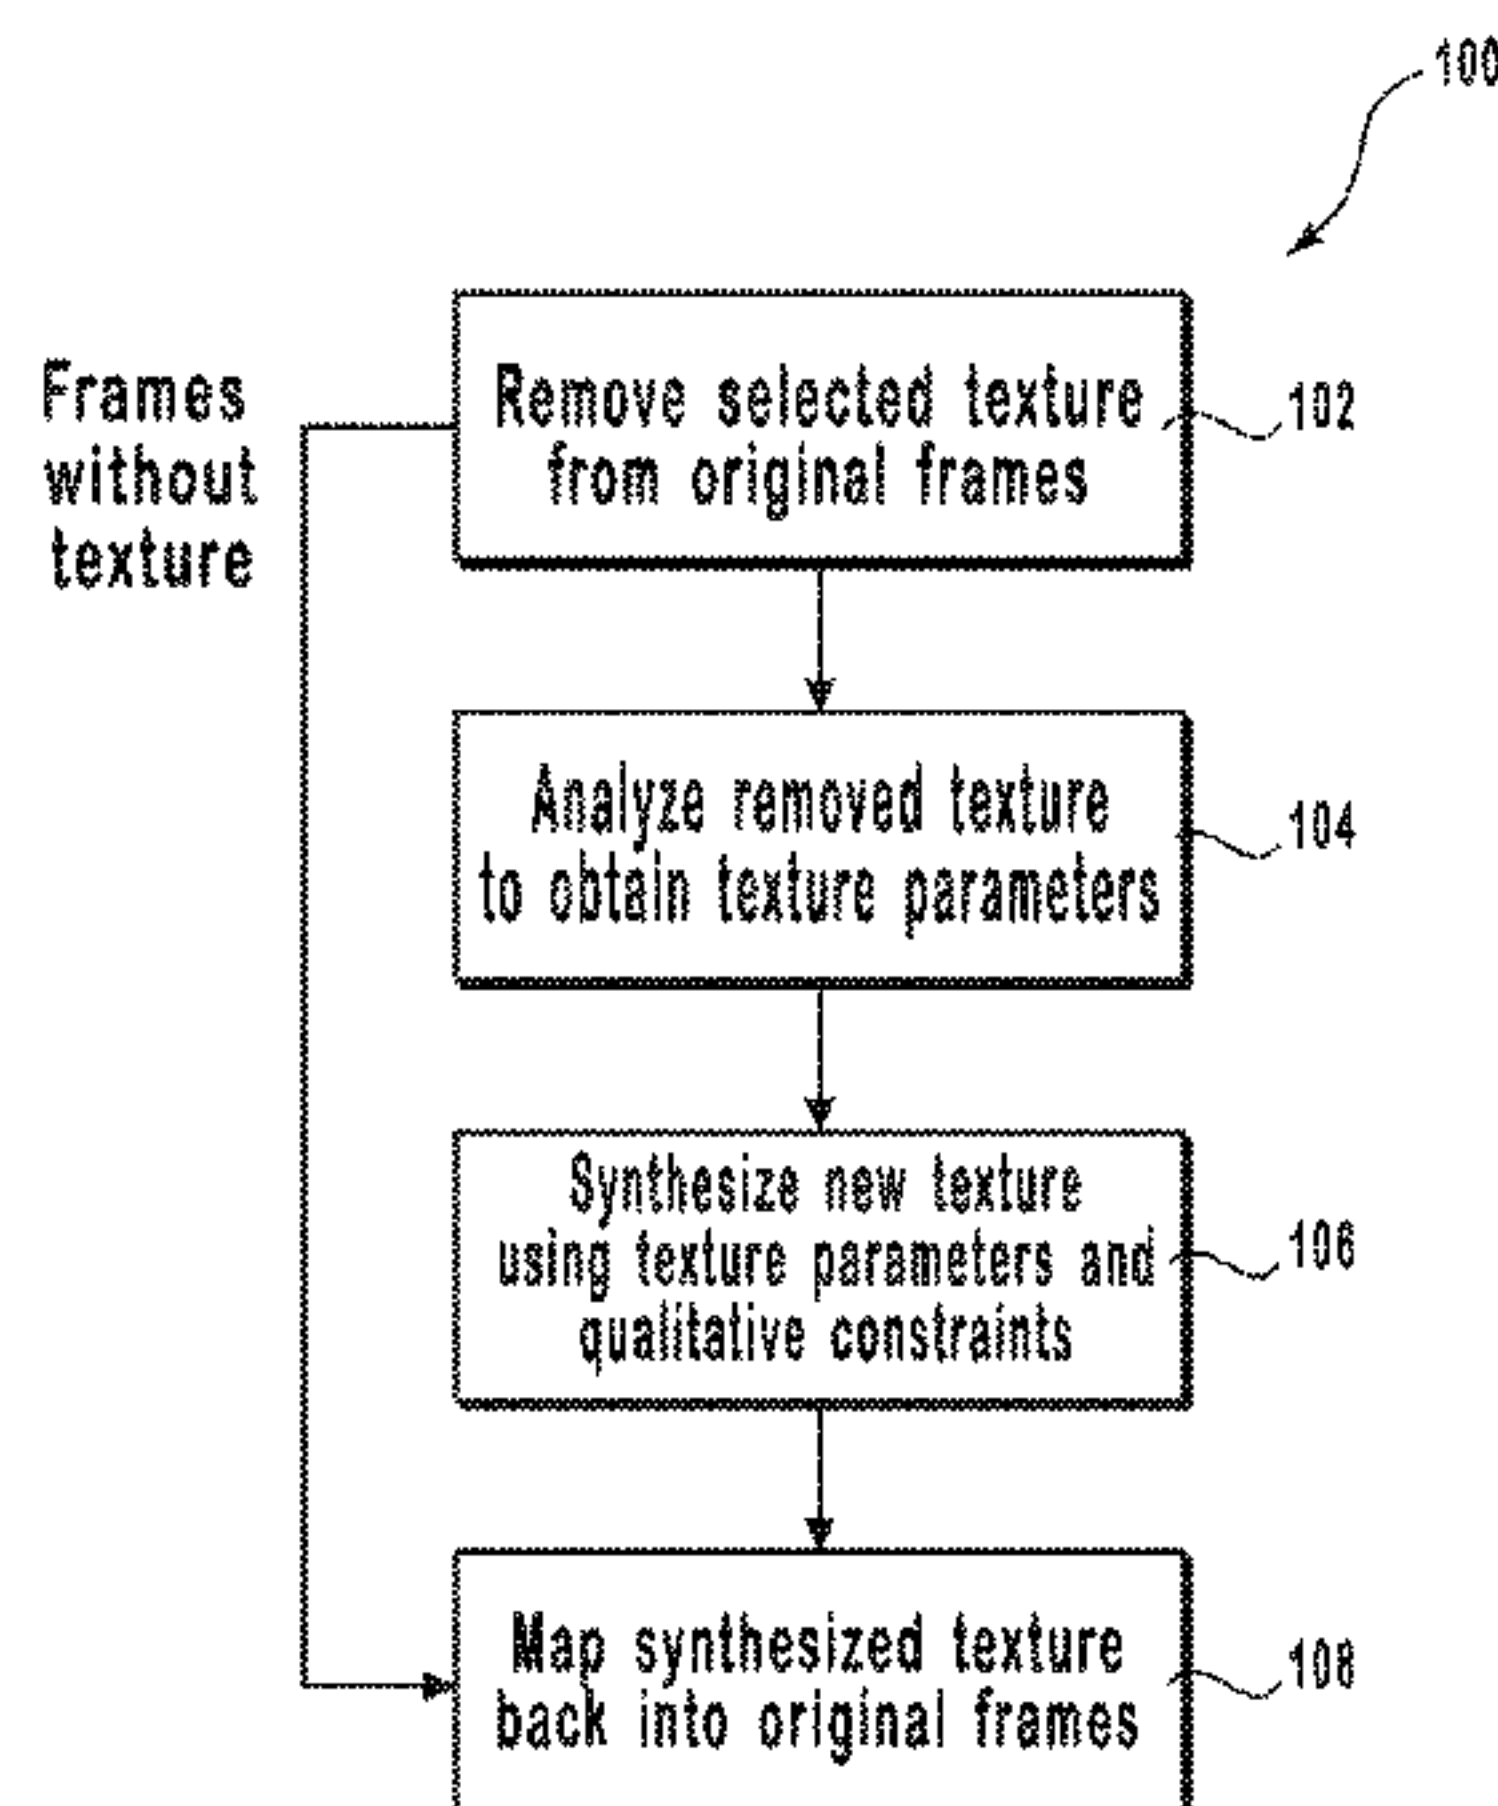 100
Frames
without
texture
Remove selected texture
from original frames
102
Analyze removed texture
to obtain texture parameters
104
Synthesize new texture
using texture parameters and
qualitative constraints
106
Map synthesized texture
back into original frames
108